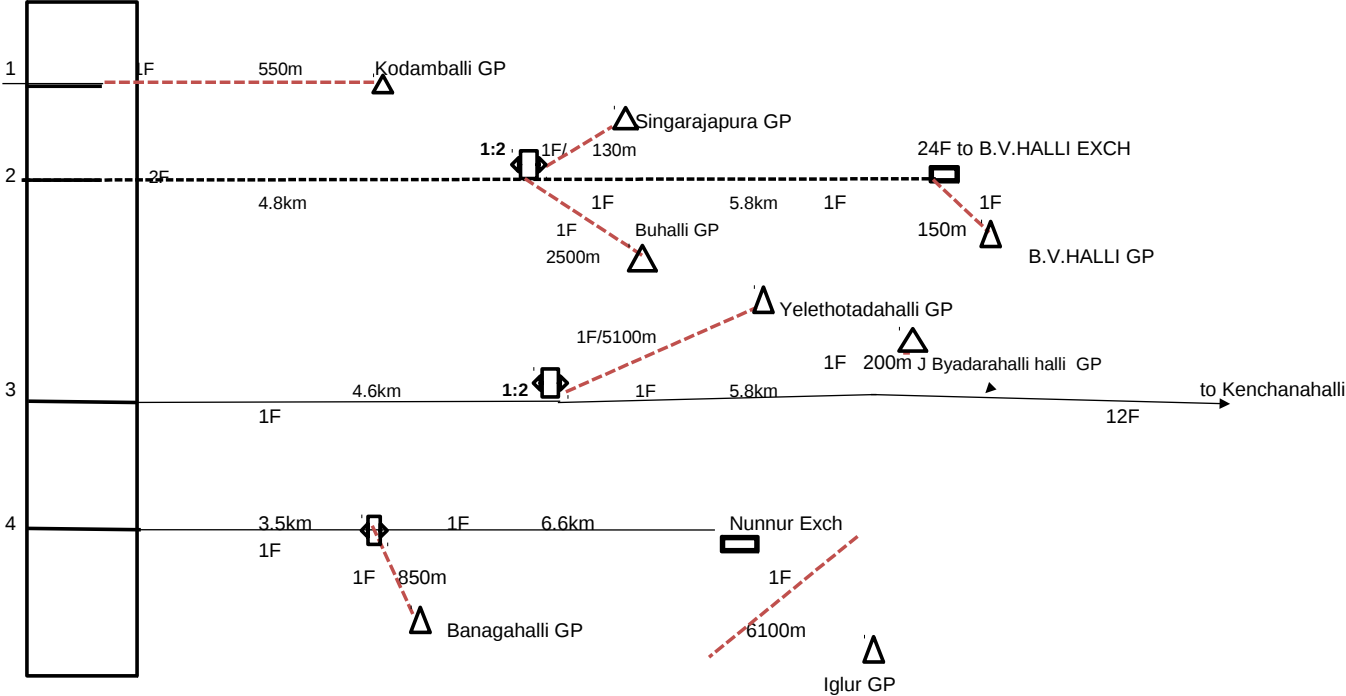 1
1F
550m
Kodamballi GP
Singarajapura GP
1:2
1F/
130m
24F to B.V.HALLI EXCH
2
2F
4.8km
1F
5.8km
1F
1F
1F
Buhalli GP
150m
2500m
B.V.HALLI GP
Yelethotadahalli GP
1F/5100m
1F
200m
J Byadarahalli halli GP
3
4.6km
1:2
1F
5.8km
to Kenchanahalli
1F
12F
4
3.5km
1F
6.6km
Nunnur Exch
1F
1F
850m
1F
Banagahalli GP
6100m
Iglur GP